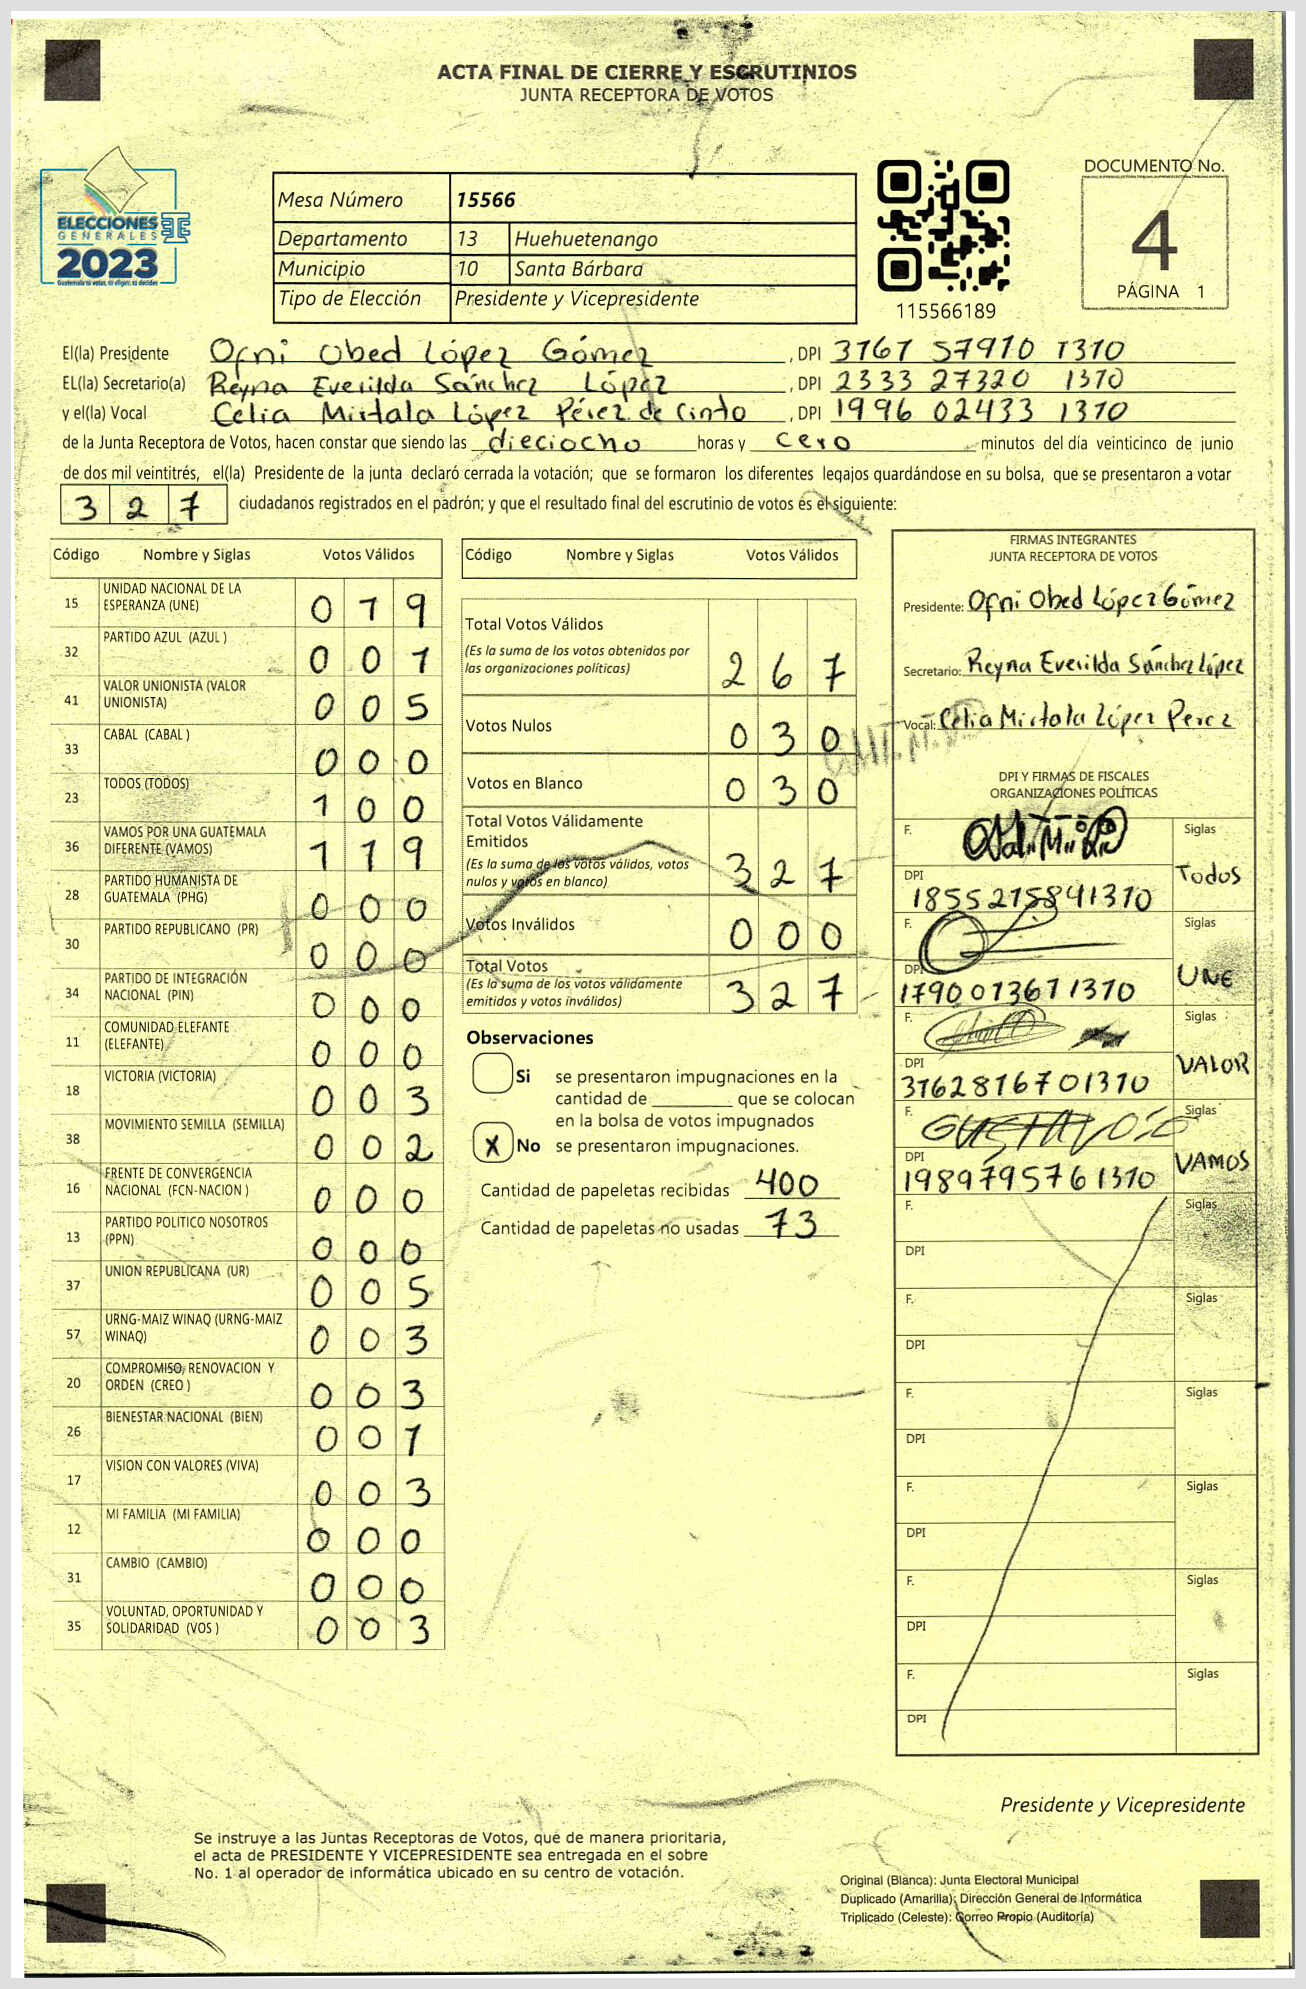 ACTA FINAL DE CIERRE Y ESCRUTINIOS
JUNTA RECEPTORA DE VOTOS
ELECCIONES
GENERALES
2023
Guatemala tú votas, tú eliges, tú decides
Mesa Número 15566
Departamento 13 Huehuetenango
Municipio 10 Santa Bárbara
Tipo de Elección Presidente y Vicepresidente
115566189
DOCUMENTO No.
4
PÁGINA 1
El(la) Presidente Ofni Obed López Gómez , DPI 3167 57910 1310
EL(la) Secretario(a) Reyna Everilda Sánchez López , DPI 2333 27320 1310
y el(la) Vocal Celia Mirtala López Pérez de Cinto , DPI 1996 02433 1310
de la Junta Receptora de Votos, hacen constar que siendo las dieciocho horas y cero minutos del día veinticinco de junio
de dos mil veintitrés, el(la) Presidente de la junta declaró cerrada la votación; que se formaron los diferentes legajos guardándose en su bolsa, que se presentaron a votar
3 2 7 ciudadanos registrados en el padrón; y que el resultado final del escrutinio de votos es el siguiente:
Código Nombre y Siglas Votos Válidos
15 UNIDAD NACIONAL DE LA ESPERANZA (UNE) 0 1 9
32 PARTIDO AZUL (AZUL ) 0 0 1
41 VALOR UNIONISTA (VALOR UNIONISTA) 0 0 5
33 CABAL (CABAL ) 0 0 0
23 TODOS (TODOS) 1 0 0
36 VAMOS POR UNA GUATEMALA DIFERENTE (VAMOS) 1 1 9
28 PARTIDO HUMANISTA DE GUATEMALA (PHG) 0 0 0
30 PARTIDO REPUBLICANO (PR) 0 0 0
34 PARTIDO DE INTEGRACIÓN NACIONAL (PIN) 0 0 0
11 COMUNIDAD ELEFANTE (ELEFANTE) 0 0 0
18 VICTORIA (VICTORIA) 0 0 3
38 MOVIMIENTO SEMILLA (SEMILLA) 0 0 2
16 FRENTE DE CONVERGENCIA NACIONAL (FCN-NACION ) 0 0 0
13 PARTIDO POLITICO NOSOTROS (PPN) 0 0 0
37 UNION REPUBLICANA (UR) 0 0 5
57 URNG-MAIZ WINAQ (URNG-MAIZ WINAQ) 0 0 3
20 COMPROMISO, RENOVACION Y ORDEN (CREO ) 0 0 3
26 BIENESTAR NACIONAL (BIEN) 0 0 1
17 VISION CON VALORES (VIVA) 0 0 3
12 MI FAMILIA (MI FAMILIA) 0 0 0
31 CAMBIO (CAMBIO) 0 0 0
35 VOLUNTAD, OPORTUNIDAD Y SOLIDARIDAD (VOS ) 0 0 3
Código Nombre y Siglas Votos Válidos
Total Votos Válidos
(Es la suma de los votos obtenidos por
las organizaciones políticas) 2 6 7
Votos Nulos 0 3 0
Votos en Blanco 0 3 0
Total Votos Válidamente
Emitidos
(Es la suma de los votos válidos, votos
nulos y votos en blanco) 3 2 7
Votos Inválidos 0 0 0
Total Votos
(Es la suma de los votos válidamente
emitidos y votos inválidos) 3 2 7
Observaciones
Si se presentaron impugnaciones en la
cantidad de ________ que se colocan
en la bolsa de votos impugnados
X No se presentaron impugnaciones.
Cantidad de papeletas recibidas 400
Cantidad de papeletas no usadas 73
FIRMAS INTEGRANTES
JUNTA RECEPTORA DE VOTOS
Presidente: Ofni Obed López Gómez
Secretario: Reyna Everilda Sánchez López
Vocal: Celia Mirtala López Perez
DPI Y FIRMAS DE FISCALES
ORGANIZACIONES POLÍTICAS
F. Siglas
DPI 1855215841310 Todos
F. Siglas
DPI 1790013671310 UNE
F. Siglas
DPI 3162816701310 VALOR
F. GUSTAVO Siglas
DPI 1989795761310 VAMOS
F. Siglas
DPI
F. Siglas
DPI
F. Siglas
DPI
F. Siglas
DPI
F. Siglas
DPI
F. Siglas
DPI
Presidente y Vicepresidente
Se instruye a las Juntas Receptoras de Votos, que de manera prioritaria,
el acta de PRESIDENTE Y VICEPRESIDENTE sea entregada en el sobre
No. 1 al operador de informática ubicado en su centro de votación.
Original (Blanca): Junta Electoral Municipal
Duplicado (Amarilla): Dirección General de Informática
Triplicado (Celeste): Correo Propio (Auditoría)